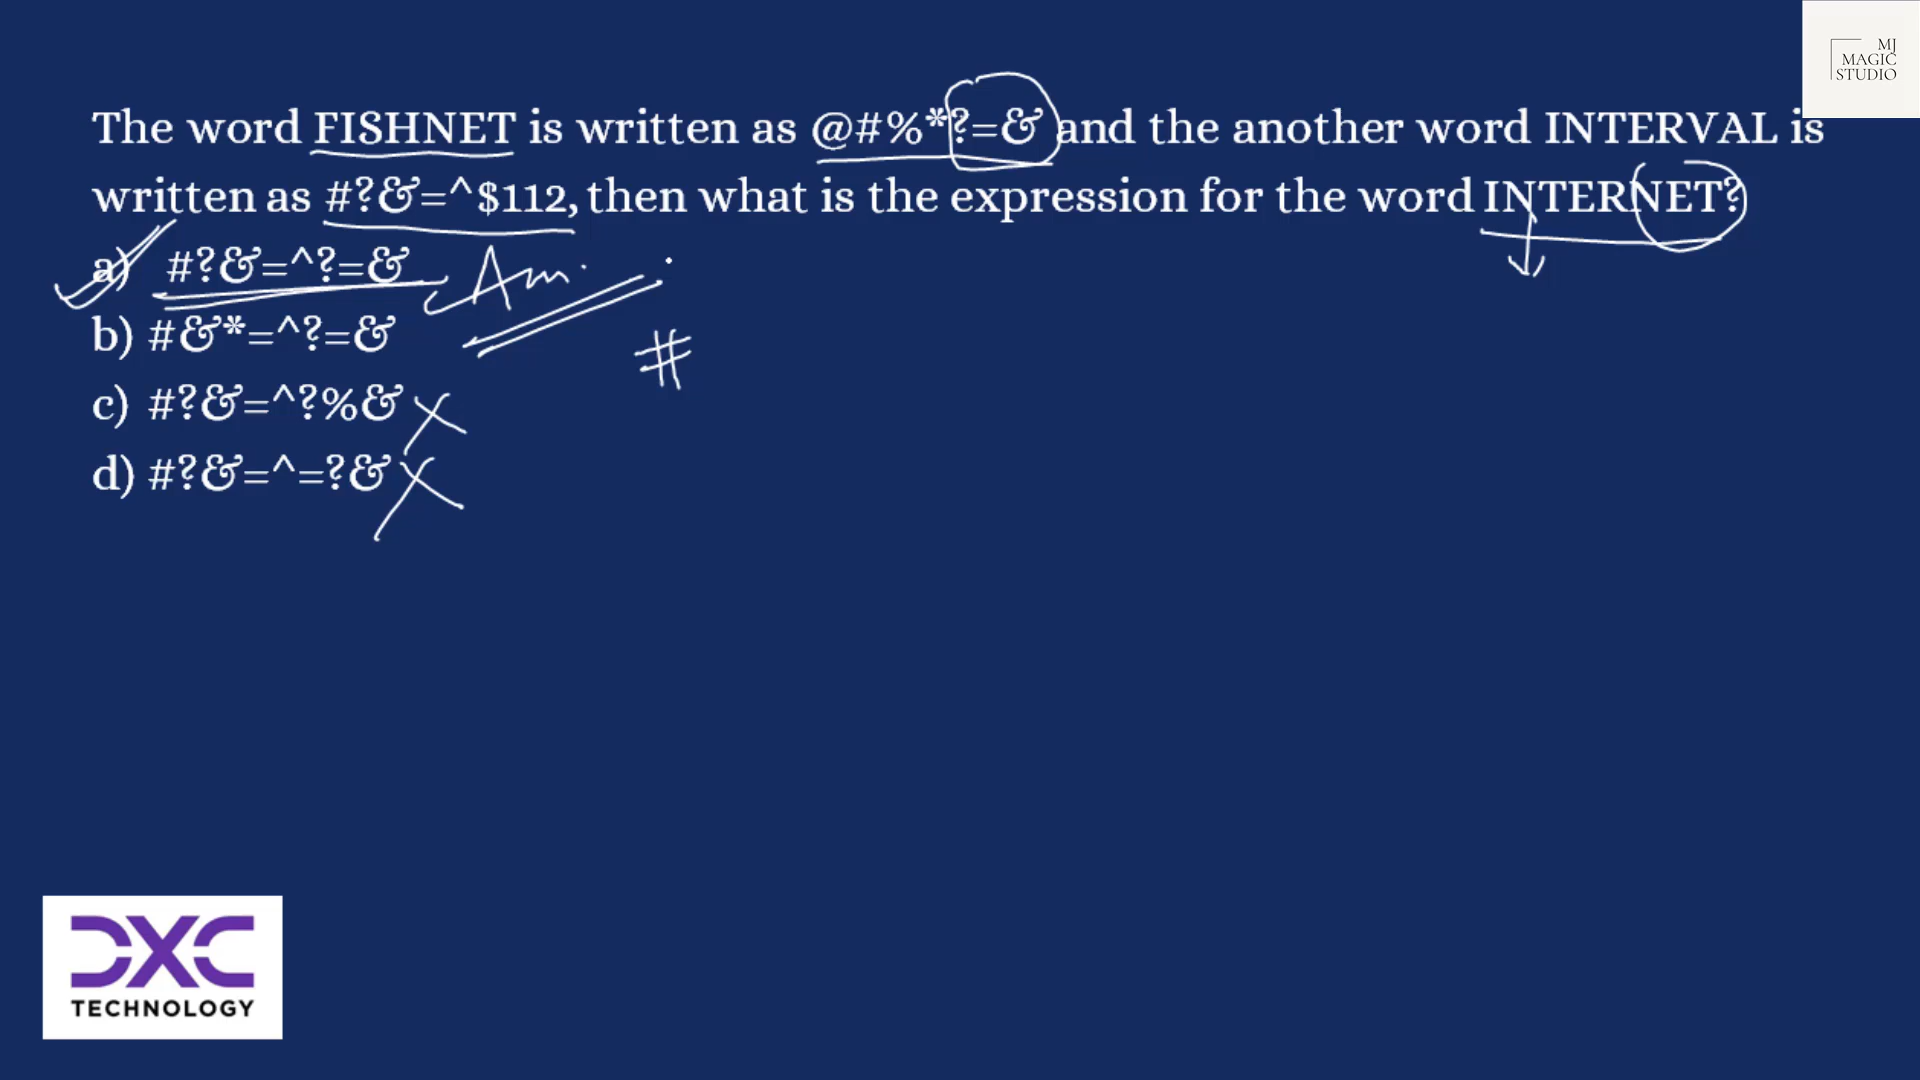 MJ
MAGIC
STUDIO
The word FISHNET is written as @#%*?=& and the another word INTERVAL is
written as #?&=^$112, then what is the expression for the word INTERNET?
a) #?&=^?=& Ans.
b) #&*=^?=&
#
c) #?&=^?%& X
d) #?&=^=?& X
DXC
TECHNOLOGY